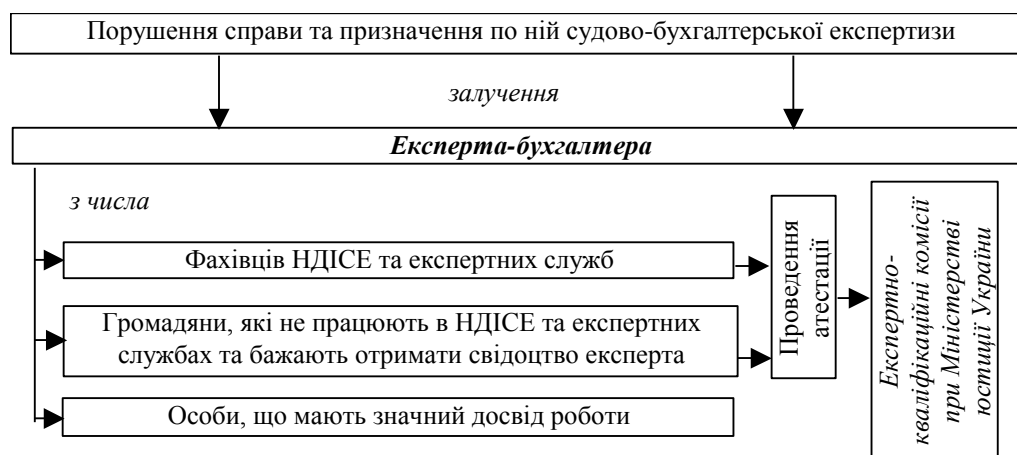 Порушення справи та призначення по ній судово-бухгалтерської експертизи
залучення
Експерта-бухгалтера
з числа
Фахівців НДІСЕ та експертних служб
Громадяни, які не працюють в НДІСЕ та експертних
службах та бажають отримати свідоцтво експерта
Особи, що мають значний досвід роботи
Проведення
атестації
Експертно-
кваліфікаційні комісії
при Міністерстві
юстиції України